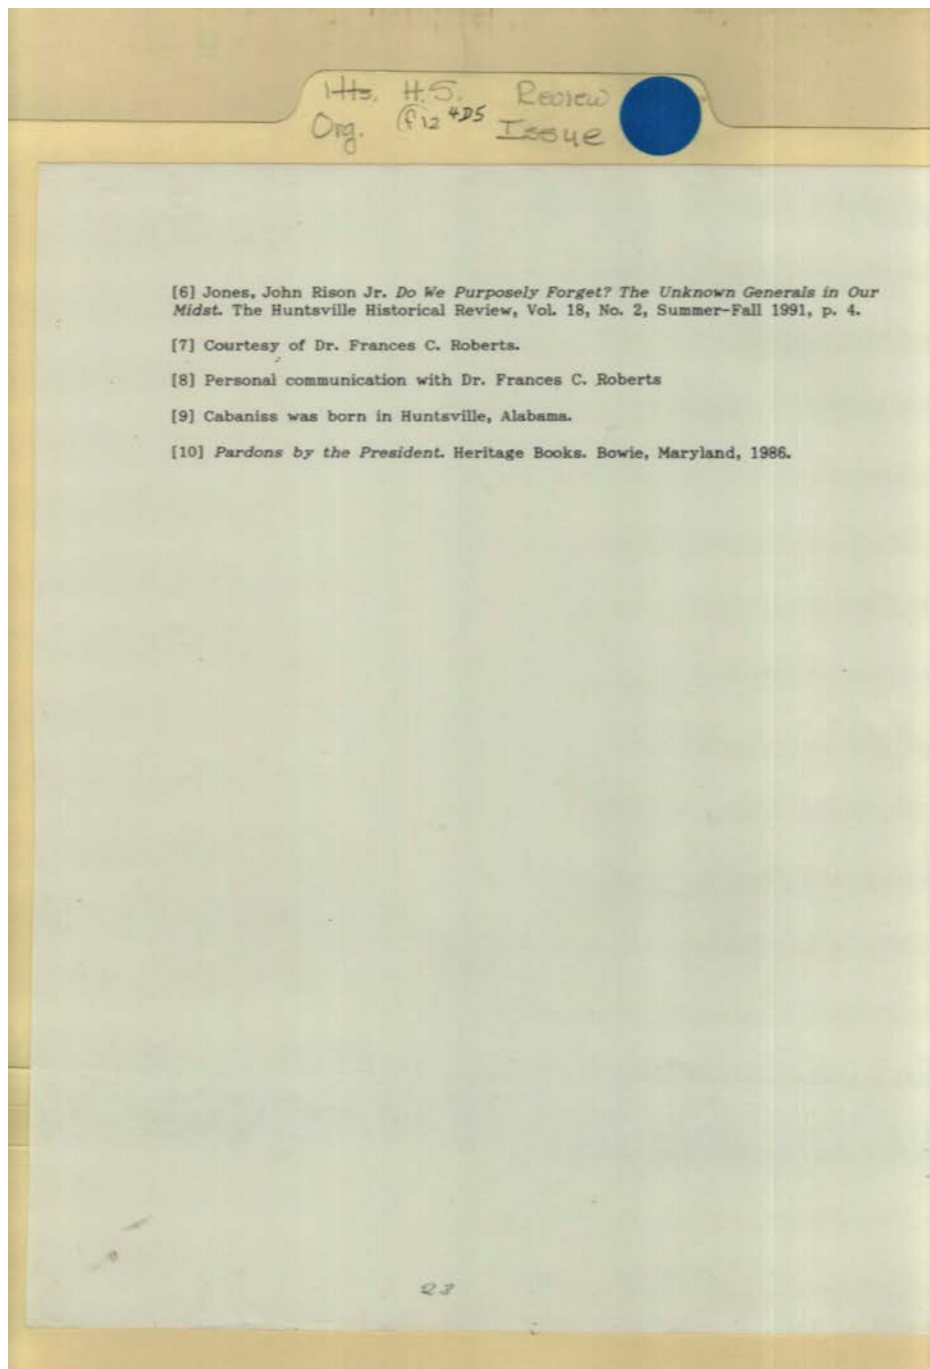 Hs. H.S. Review
Org. f12 4D5 Issue
[6] Jones, John Rison Jr. Do We Purposely Forget? The Unknown Generals in Our
Midst. The Huntsville Historical Review, Vol. 18, No. 2, Summer-Fall 1991, p. 4.
[7] Courtesy of Dr. Frances C. Roberts.
[8] Personal communication with Dr. Frances C. Roberts
[9] Cabaniss was born in Huntsville, Alabama.
[10] Pardons by the President. Heritage Books. Bowie, Maryland, 1986.
23